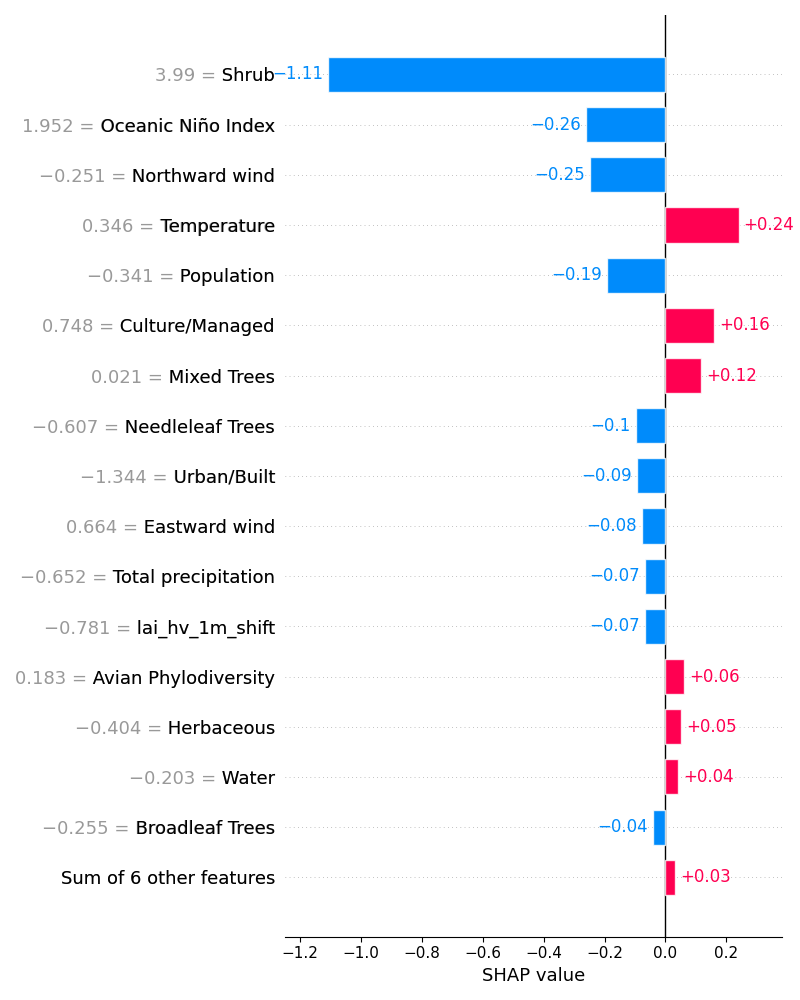 3.99 = Shrub −1.11
1.952 = Oceanic Niño Index −0.26
−0.251 = Northward wind −0.25
0.346 = Temperature +0.24
−0.341 = Population −0.19
0.748 = Culture/Managed +0.16
0.021 = Mixed Trees +0.12
−0.607 = Needleleaf Trees −0.1
−1.344 = Urban/Built −0.09
0.664 = Eastward wind −0.08
−0.652 = Total precipitation −0.07
−0.781 = lai_hv_1m_shift −0.07
0.183 = Avian Phylodiversity +0.06
−0.404 = Herbaceous +0.05
−0.203 = Water +0.04
−0.255 = Broadleaf Trees −0.04
Sum of 6 other features +0.03
−1.2 −1.0 −0.8 −0.6 −0.4 −0.2 0.0 0.2
SHAP value